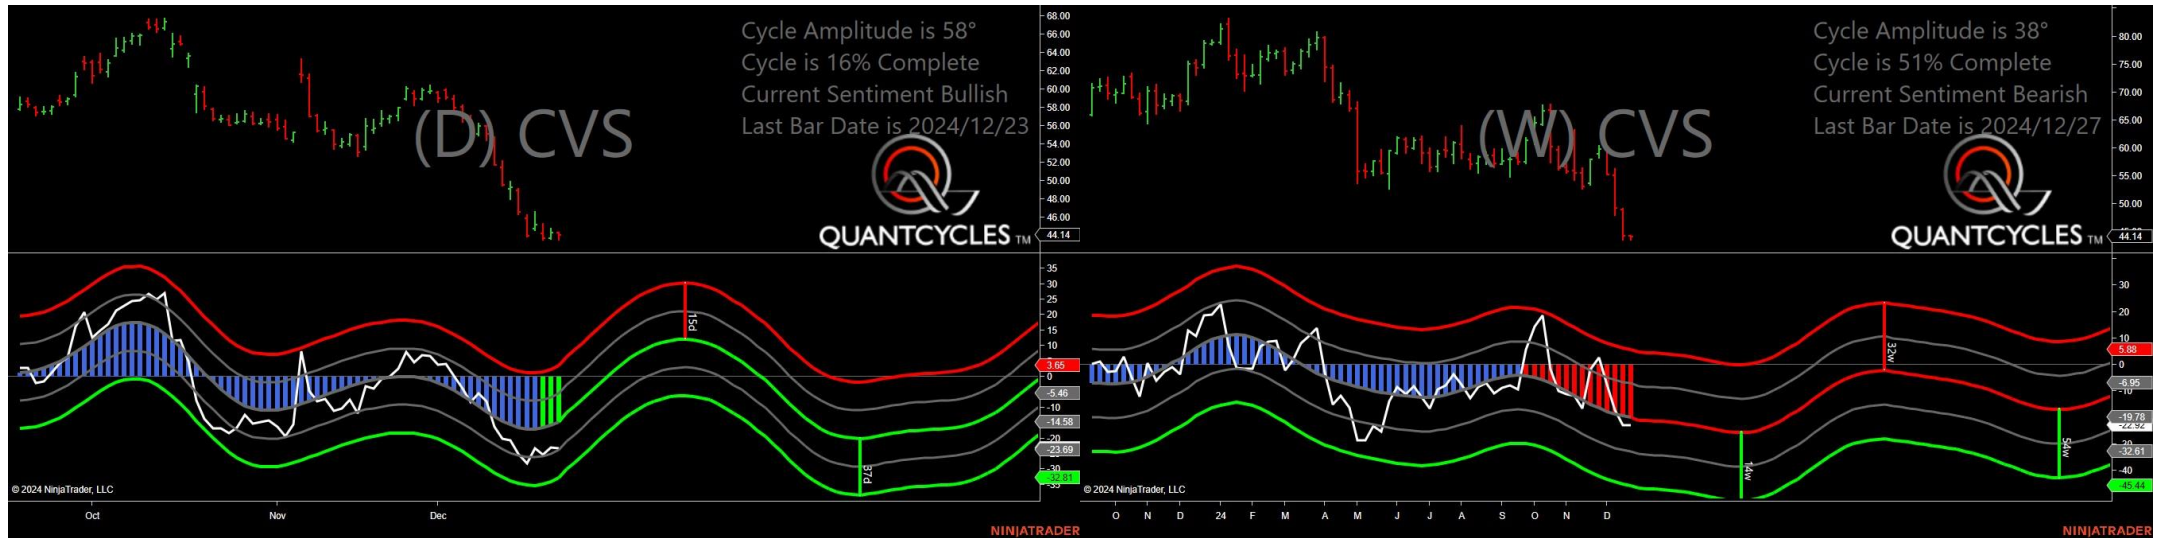 Cycle Amplitude is 58°
Cycle is 16% Complete
Current Sentiment Bullish
Last Bar Date is 2024/12/23
(D) CVS
QUANTCYCLES TM
68.00
66.00
64.00
62.00
60.00
58.00
56.00
54.00
52.00
50.00
48.00
46.00
44.14
35
30
25
20
15
10
3.65
0
-5.46
-10
-14.58
-20
-23.69
-32.81
15d
37d
© 2024 NinjaTrader, LLC
Oct Nov Dec
NINJATRADER
Cycle Amplitude is 38°
Cycle is 51% Complete
Current Sentiment Bearish
Last Bar Date is 2024/12/27
(W) CVS
QUANTCYCLES TM
80.00
75.00
70.00
65.00
60.00
55.00
50.00
44.14
30
20
10
5.88
0
-6.95
-10
-19.78
-22.92
-32.61
-40
-45.44
32w
14w
54w
© 2024 NinjaTrader, LLC
O N D 24 F M A M J J A S O N D
NINJATRADER